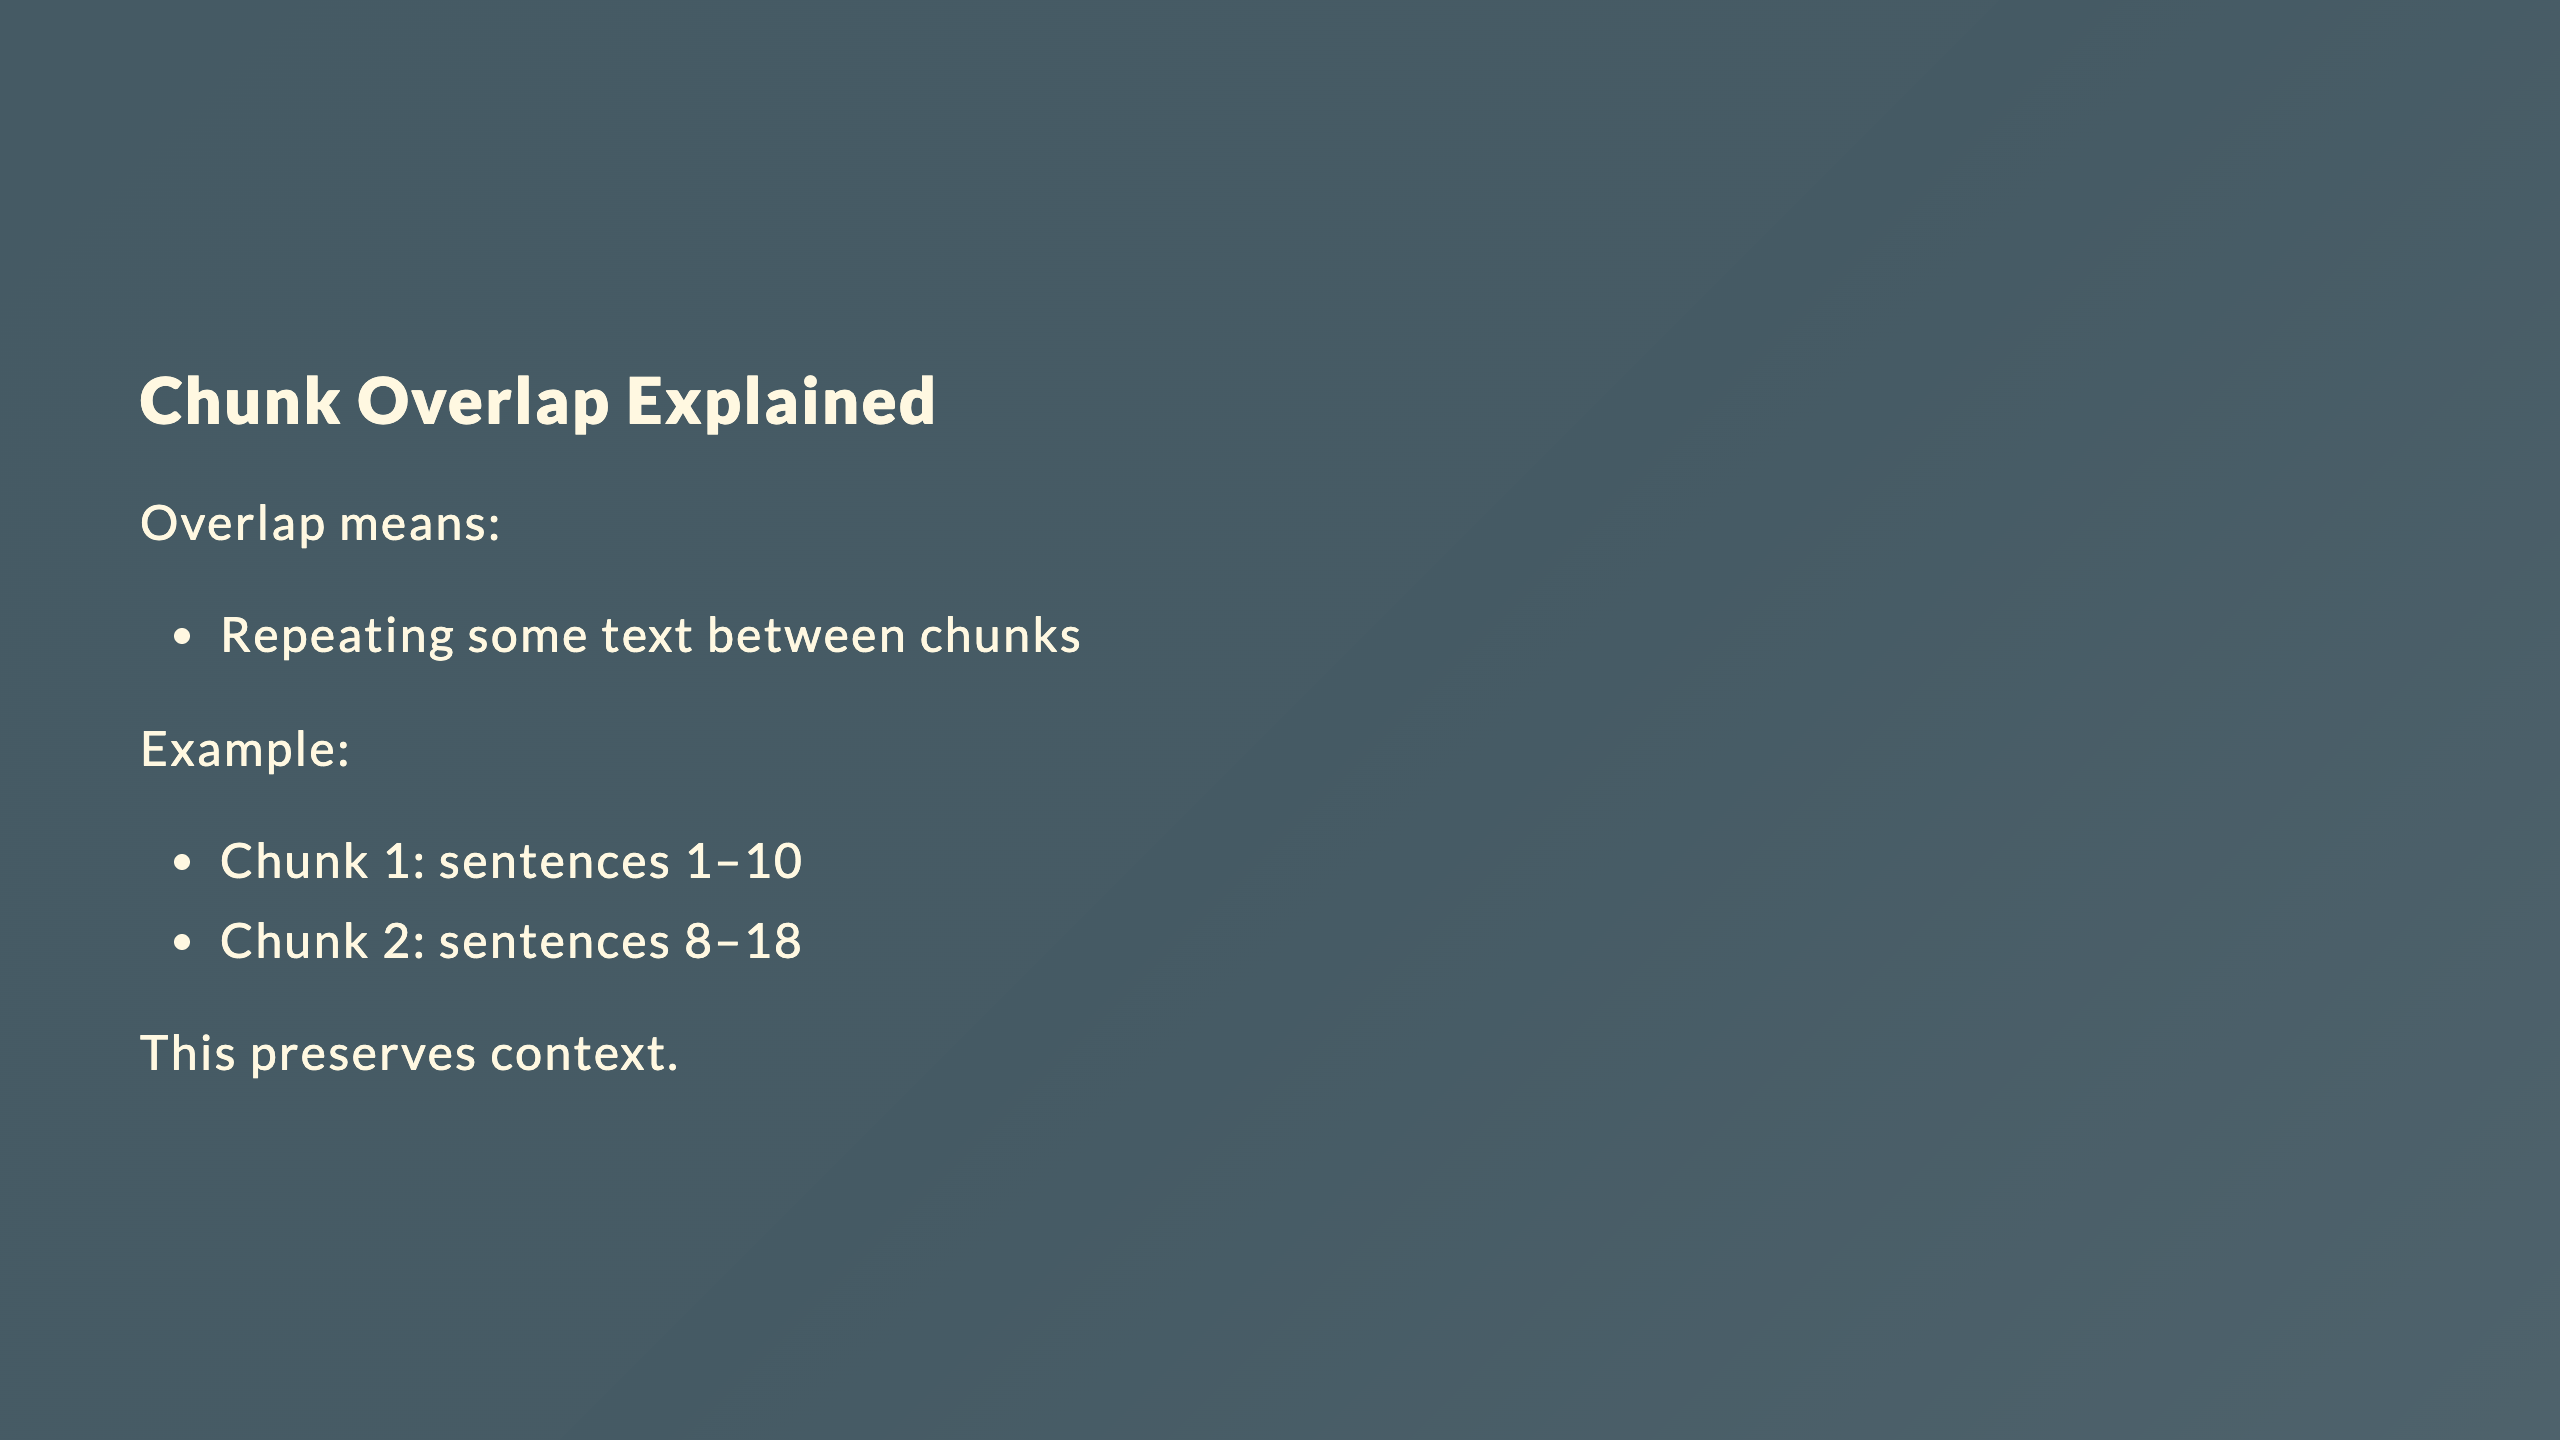 Chunk Overlap Explained
Overlap means:
• Repeating some text between chunks
Example:
• Chunk 1: sentences 1–10
• Chunk 2: sentences 8–18
This preserves context.